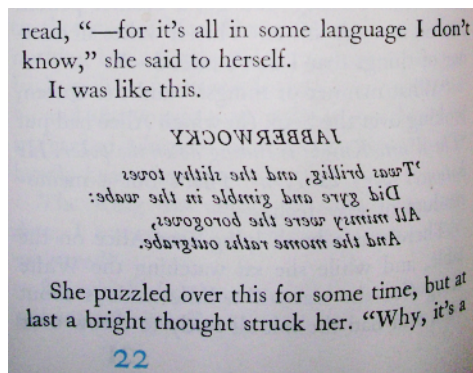 read, “—for it’s all in some language I don’t
know,” she said to herself.
It was like this.
JABBERWOCKY
’Twas brillig, and the slithy toves
Did gyre and gimble in the wabe:
All mimsy were the borogoves,
And the mome raths outgrabe.
She puzzled over this for some time, but at
last a bright thought struck her. “Why, it’s a
22